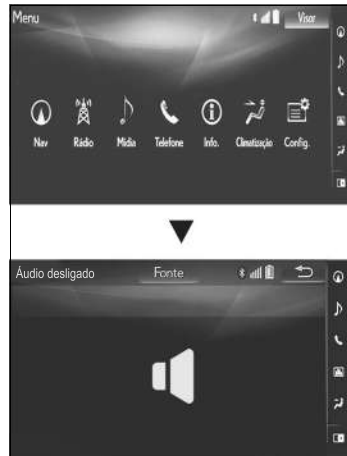 Menu
Visor
Nav Rádio Mídia Telefone Info. Climatização Config.
Áudio desligado Fonte